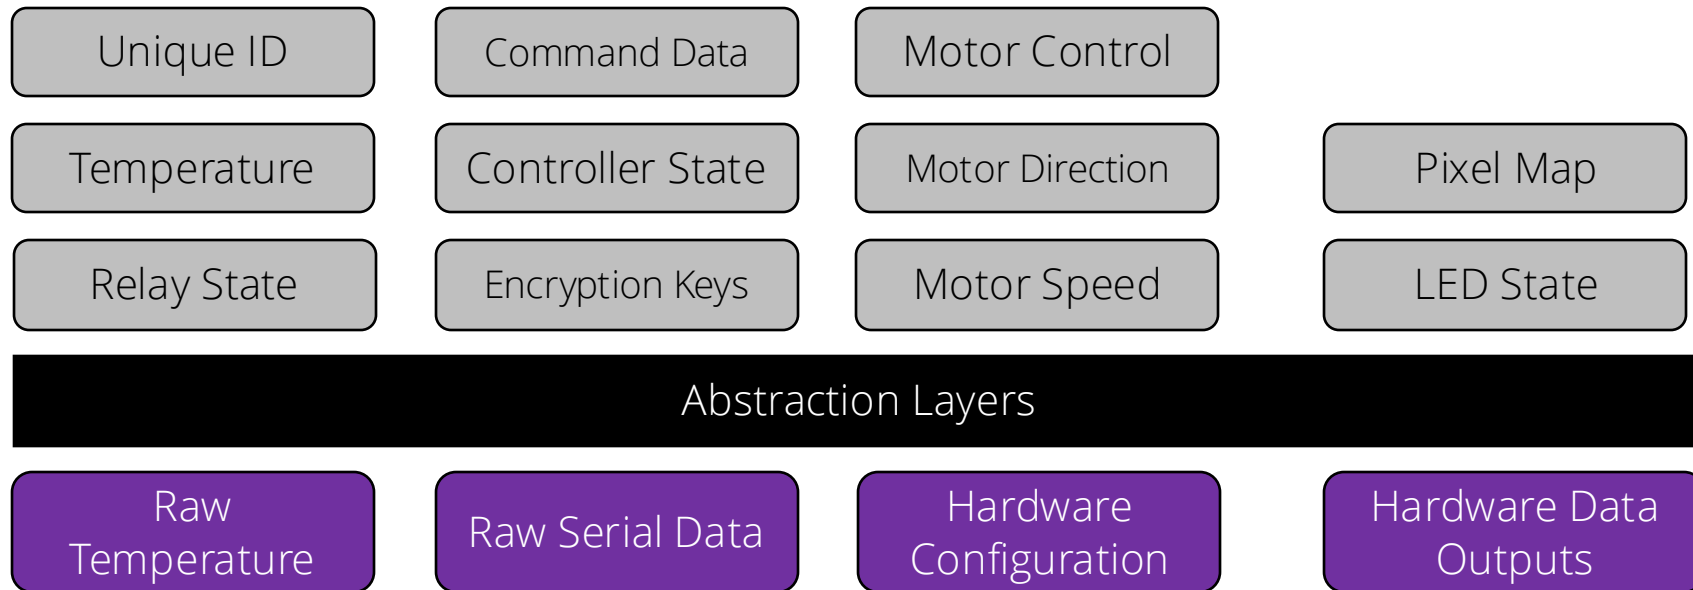 Unique ID
Command Data
Motor Control
Temperature
Controller State
Motor Direction
Pixel Map
Relay State
Encryption Keys
Motor Speed
LED State
Abstraction Layers
Raw
Temperature
Raw Serial Data
Hardware
Configuration
Hardware Data
Outputs